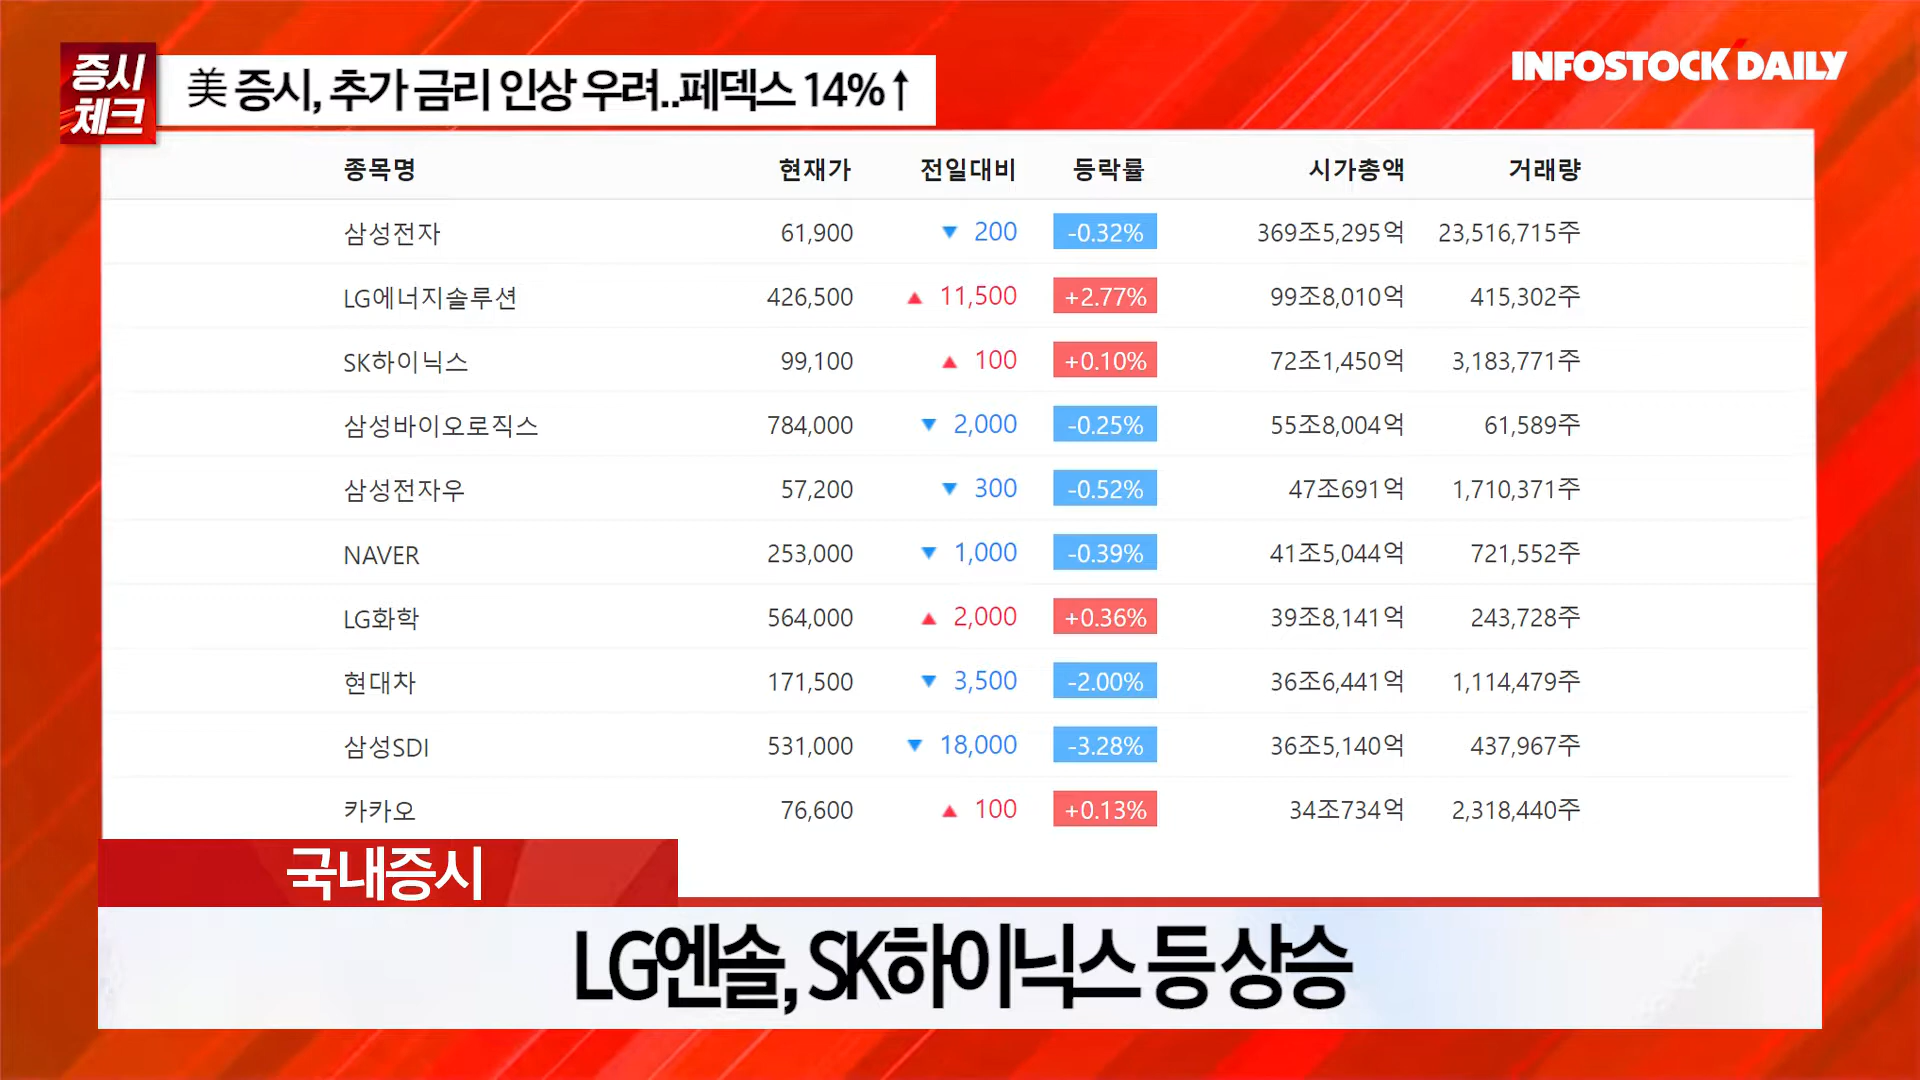 증시
체크
美 증시, 추가 금리 인상 우려..페덱스 14%↑
INFOSTOCK DAILY
종목명 현재가 전일대비 등락률 시가총액 거래량
삼성전자 61,900 ▼ 200 -0.32% 369조5,295억 23,516,715주
LG에너지솔루션 426,500 ▲ 11,500 +2.77% 99조8,010억 415,302주
SK하이닉스 99,100 ▲ 100 +0.10% 72조1,450억 3,183,771주
삼성바이오로직스 784,000 ▼ 2,000 -0.25% 55조8,004억 61,589주
삼성전자우 57,200 ▼ 300 -0.52% 47조691억 1,710,371주
NAVER 253,000 ▼ 1,000 -0.39% 41조5,044억 721,552주
LG화학 564,000 ▲ 2,000 +0.36% 39조8,141억 243,728주
현대차 171,500 ▼ 3,500 -2.00% 36조6,441억 1,114,479주
삼성SDI 531,000 ▼ 18,000 -3.28% 36조5,140억 437,967주
카카오 76,600 ▲ 100 +0.13% 34조734억 2,318,440주
국내증시
LG엔솔, SK하이닉스 등 상승